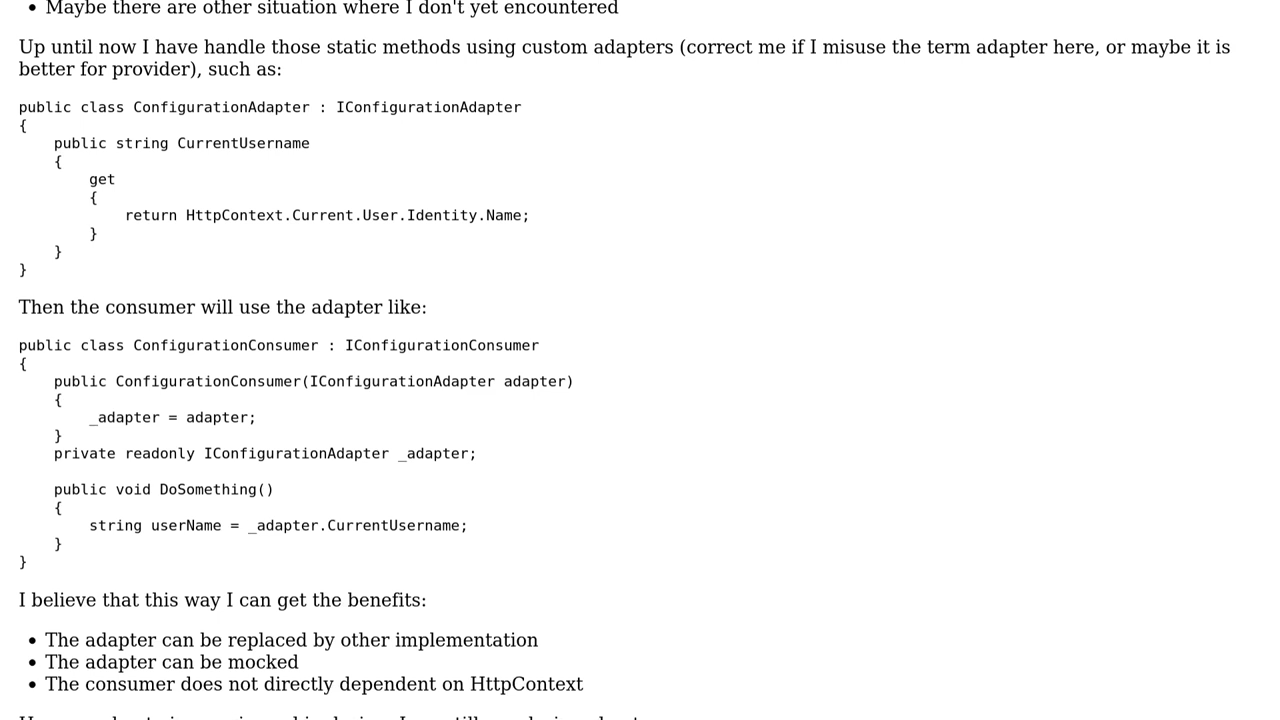 • Maybe there are other situation where I don't yet encountered
Up until now I have handle those static methods using custom adapters (correct me if I misuse the term adapter here, or maybe it is
better for provider), such as:
public class ConfigurationAdapter : IConfigurationAdapter
{
    public string CurrentUsername
    {
        get
        {
            return HttpContext.Current.User.Identity.Name;
        }
    }
}
Then the consumer will use the adapter like:
public class ConfigurationConsumer : IConfigurationConsumer
{
    public ConfigurationConsumer(IConfigurationAdapter adapter)
    {
        _adapter = adapter;
    }
    private readonly IConfigurationAdapter _adapter;

    public void DoSomething()
    {
        string userName = _adapter.CurrentUsername;
    }
}
I believe that this way I can get the benefits:
• The adapter can be replaced by other implementation
• The adapter can be mocked
• The consumer does not directly dependent on HttpContext